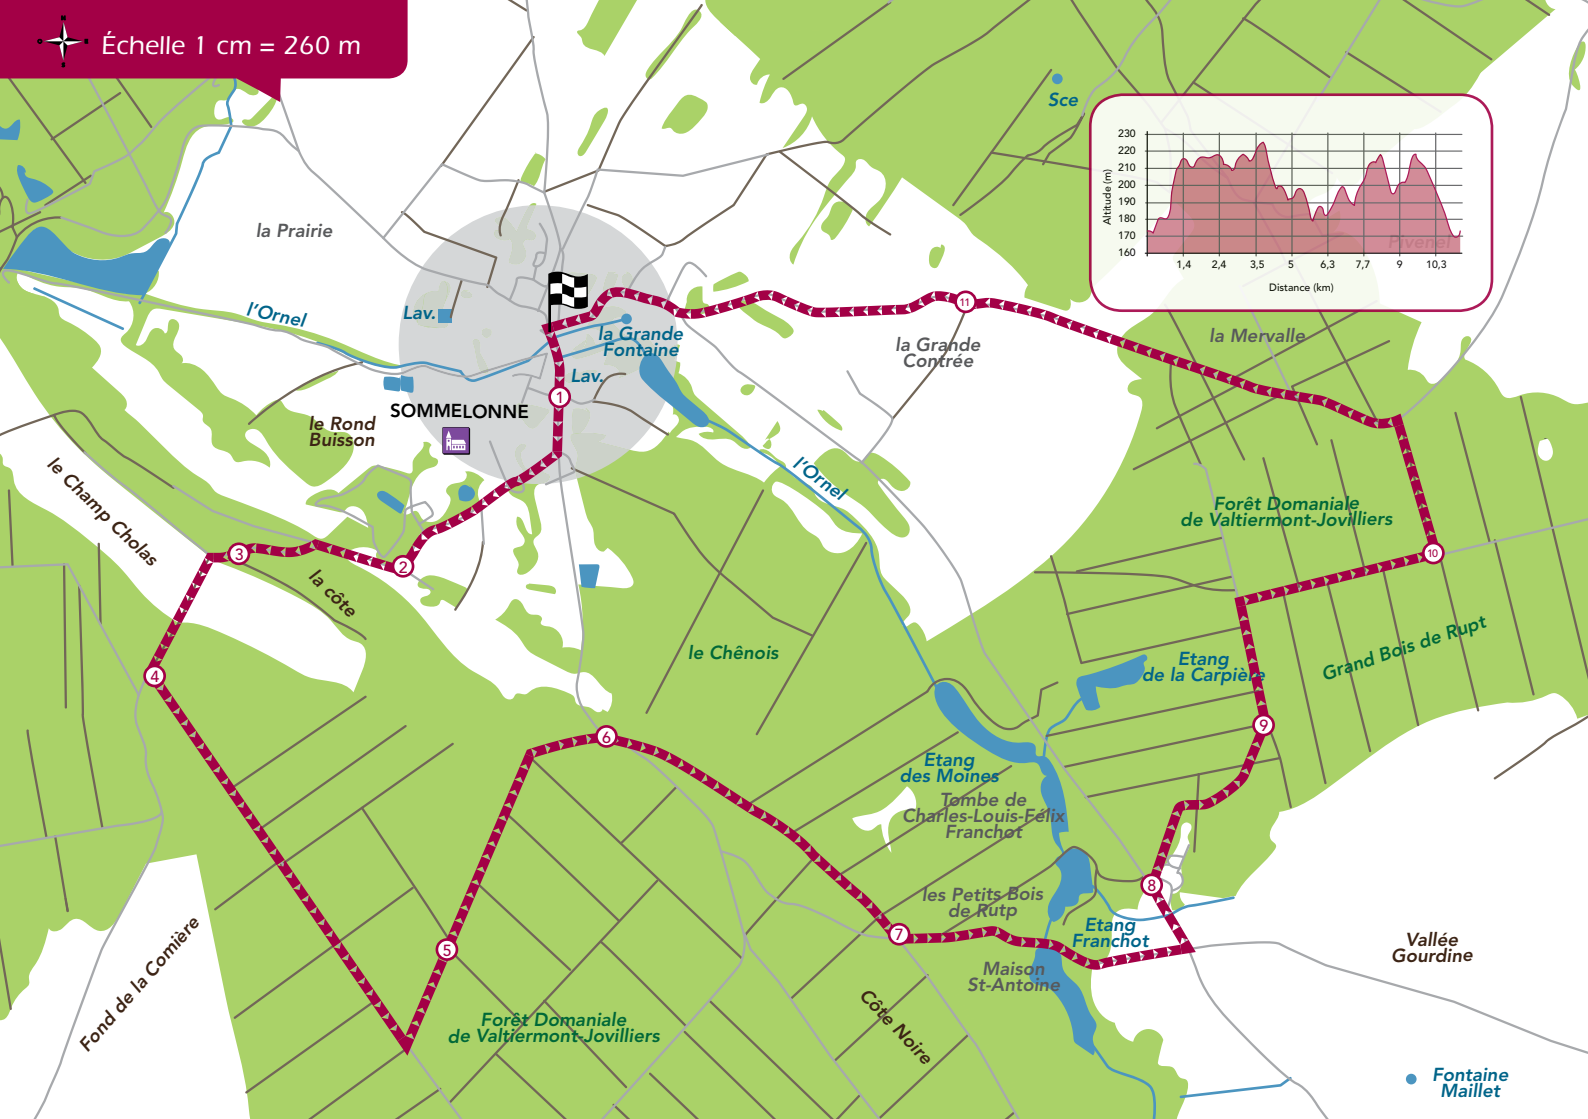 Échelle 1 cm = 260 m
Sce
230
220
210
200
190
180
170
160
Altitude (m)
1,4
2,4
3,5
5
6,3
7,7
9
10,3
Distance (km)
Pivenel
la Prairie
l'Ornel
Lav.
la Grande
Fontaine
Lav.
SOMMELONNE
le Rond
Buisson
la Grande
Contrée
la Mervalle
l'Ornel
le Champ Cholas
la côte
Forêt Domaniale
de Valtiermont-Jovilliers
le Chênois
Etang
de la Carpière
Grand Bois de Rupt
Etang
des Moines
Tombe de
Charles-Louis-Félix
Franchot
les Petits Bois
de Rutp
Etang
Franchot
Maison
St-Antoine
Côte Noire
Vallée
Gourdine
Fond de la Comière
Forêt Domaniale
de Valtiermont-Jovilliers
Fontaine
Maillet
1
2
3
4
5
6
7
8
9
10
11